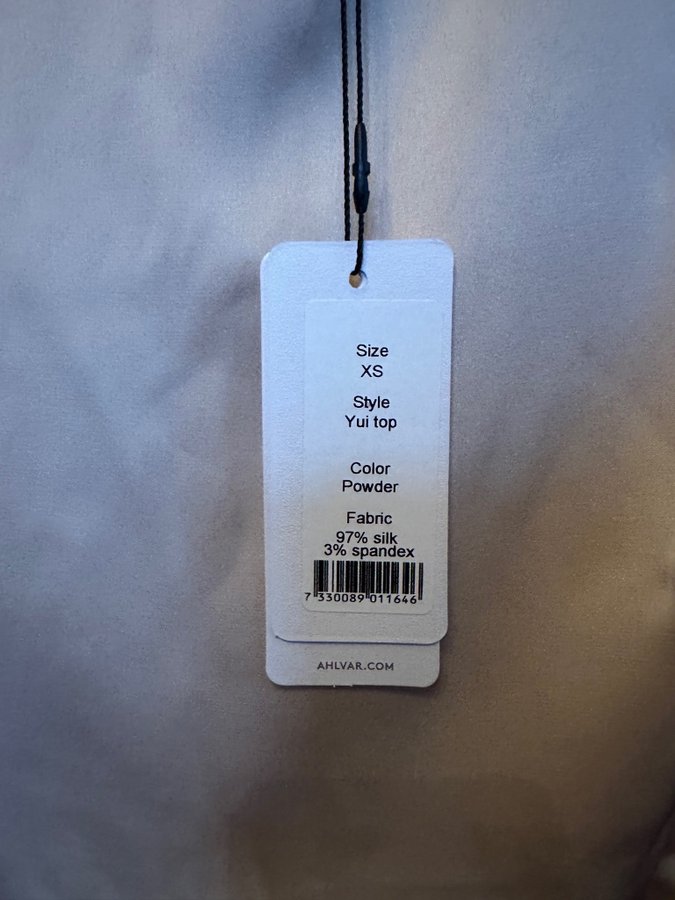 Size
XS
Style
Yui top
Color
Powder
Fabric
97% silk
3% spandex
7 330089 011646
AHLVAR.COM